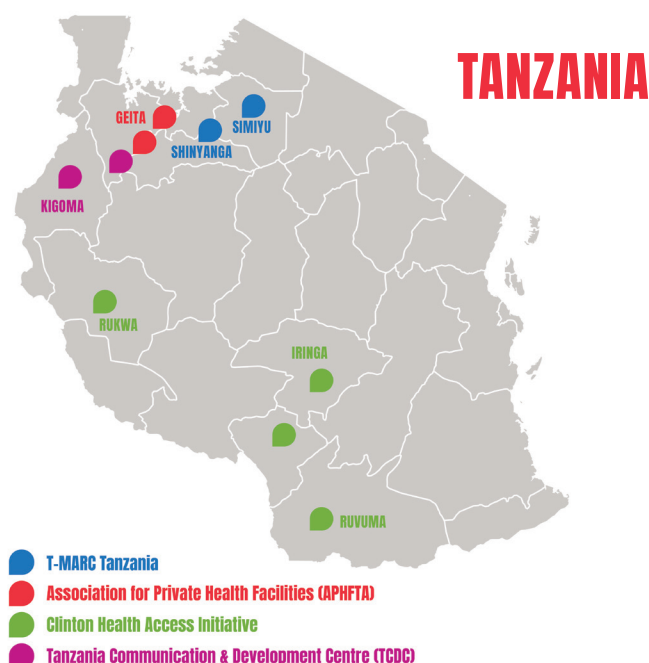 TANZANIA
GEITA
SIMIYU
SHINYANGA
KIGOMA
RUKWA
IRINGA
RUVUMA
T-MARC Tanzania
Association for Private Health Facilities (APHFTA)
Clinton Health Access Initiative
Tanzania Communication & Development Centre (TCDC)